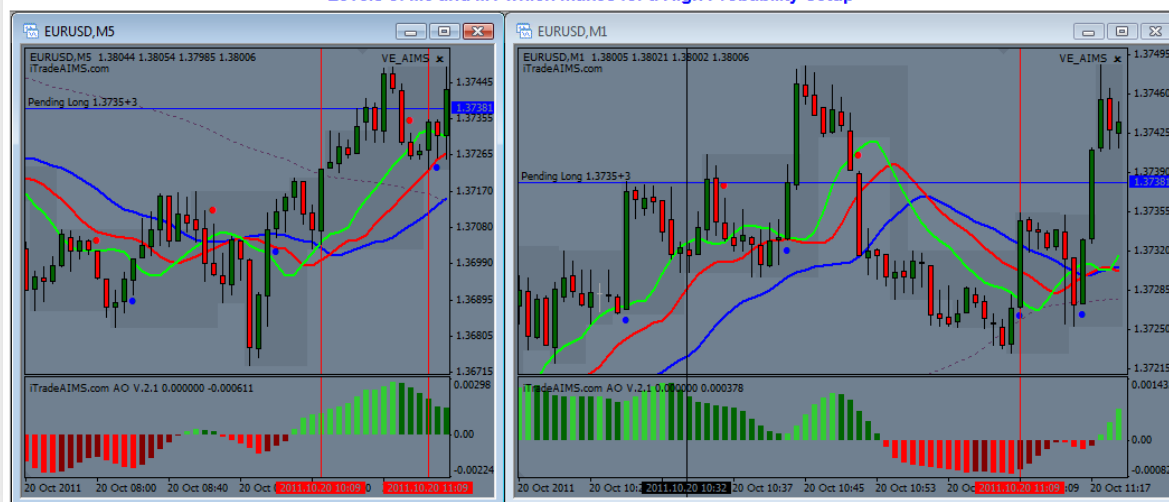 EURUSD,M5
EURUSD,M5 1.38044 1.38054 1.37985 1.38006
VE_AIMS x
iTradeAIMS.com
Pending Long 1.3735+3
1.37445
1.37381
1.37355
1.37265
1.37170
1.37080
1.36990
1.36895
1.36805
1.36715
iTradeAIMS.com AO V.2.1 0.000000 -0.000611
0.00298
0.00
-0.00224
20 Oct 2011
20 Oct 08:00
20 Oct 08:40
20 Oct
2011.10.20 10:09
2011.10.20 11:09
EURUSD,M1
EURUSD,M1 1.38005 1.38021 1.38002 1.38006
VE_AIMS x
iTradeAIMS.com
Pending Long 1.3735+3
1.37495
1.37460
1.37425
1.37390
1.37381
1.37355
1.37320
1.37285
1.37250
1.37215
iTradeAIMS.com AO V.2.1 0.000000 0.000378
0.00143
0.00
-0.00082
20 Oct 2011
2011.10.20 10:32
20 Oct 10:37
20 Oct 10:45
20 Oct 10:53
20 Oct
2011.10.20 11:09
20 Oct 11:17